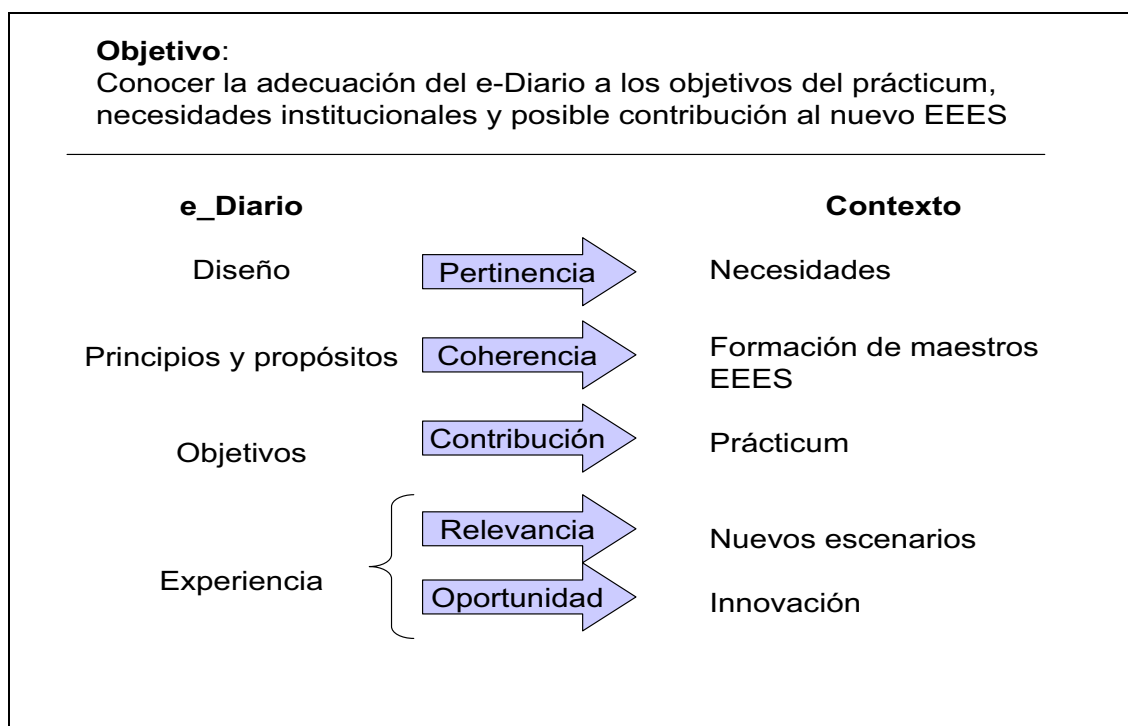 Objetivo:
Conocer la adecuación del e-Diario a los objetivos del prácticum,
necesidades institucionales y posible contribución al nuevo EEES
e_Diario
Contexto
Diseño
Pertinencia
Necesidades
Principios y propósitos
Coherencia
Formación de maestros
EEES
Objetivos
Contribución
Prácticum
Experiencia
Relevancia
Nuevos escenarios
Oportunidad
Innovación